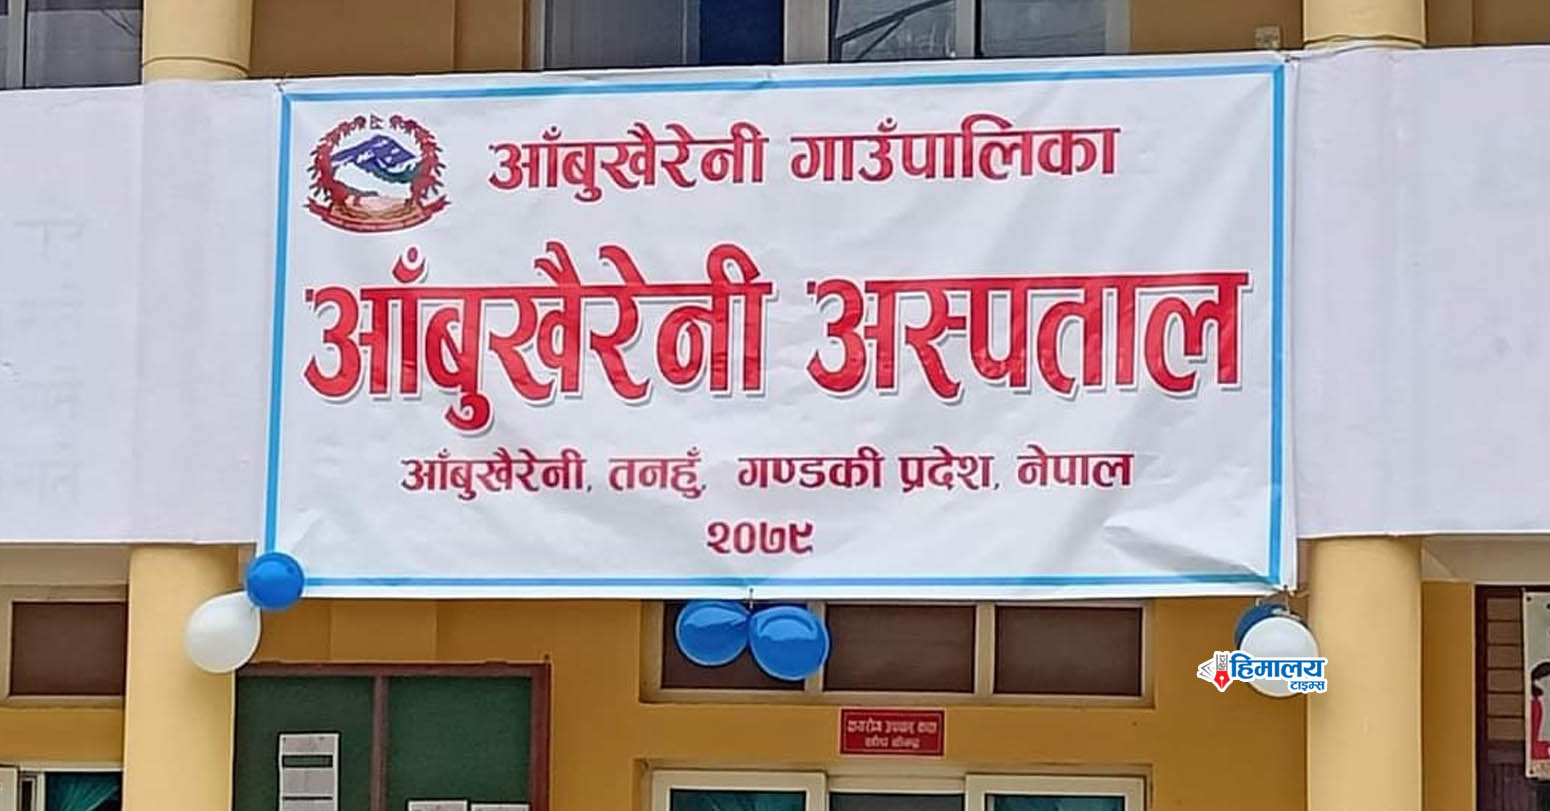 आँबुखैरेनी गाउँपालिका
आँबुखैरेनी अस्पताल
आँबुखैरेनी, तनहुँ, गण्डकी प्रदेश, नेपाल
२०७९
हिमालय
टाइम्स